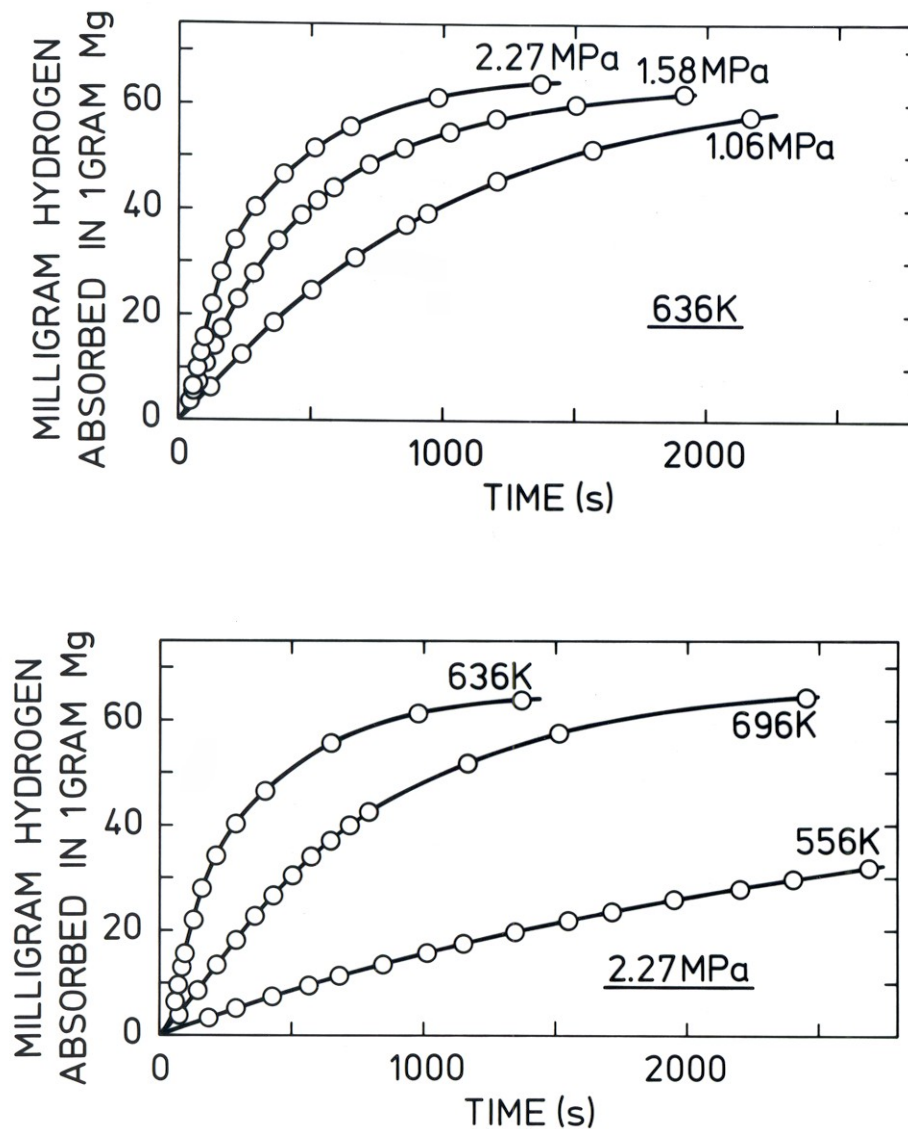 MILLIGRAM HYDROGEN
ABSORBED IN 1GRAM Mg
60
40
20
0
2.27MPa
1.58MPa
1.06MPa
636K
0
1000
2000
TIME (s)
MILLIGRAM HYDROGEN
ABSORBED IN 1GRAM Mg
60
40
20
0
636K
696K
556K
2.27MPa
0
1000
2000
TIME (s)